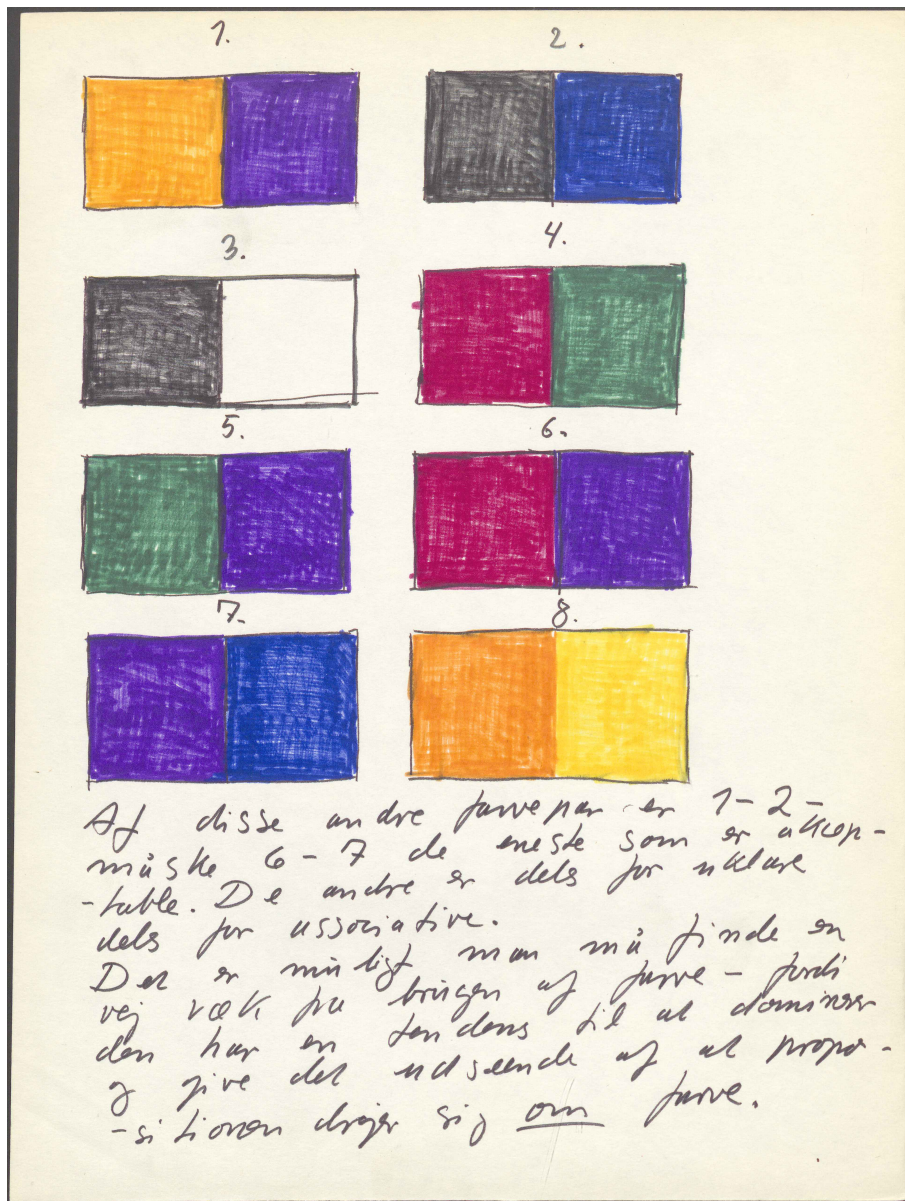 1.
2.
3.
4.
5.
6.
7.
8.
Af disse andre farvepar er 1-2-
måske 6-7 de eneste som er akkcep-
-table. De andre er dels for uklare
dels for associative.
Det er muligt man må finde en
vej væk fra brugen af farve - fordi
den har en tendens til at dominere
og give det udseende af at propo-
-sitionen drejer sig om farve.